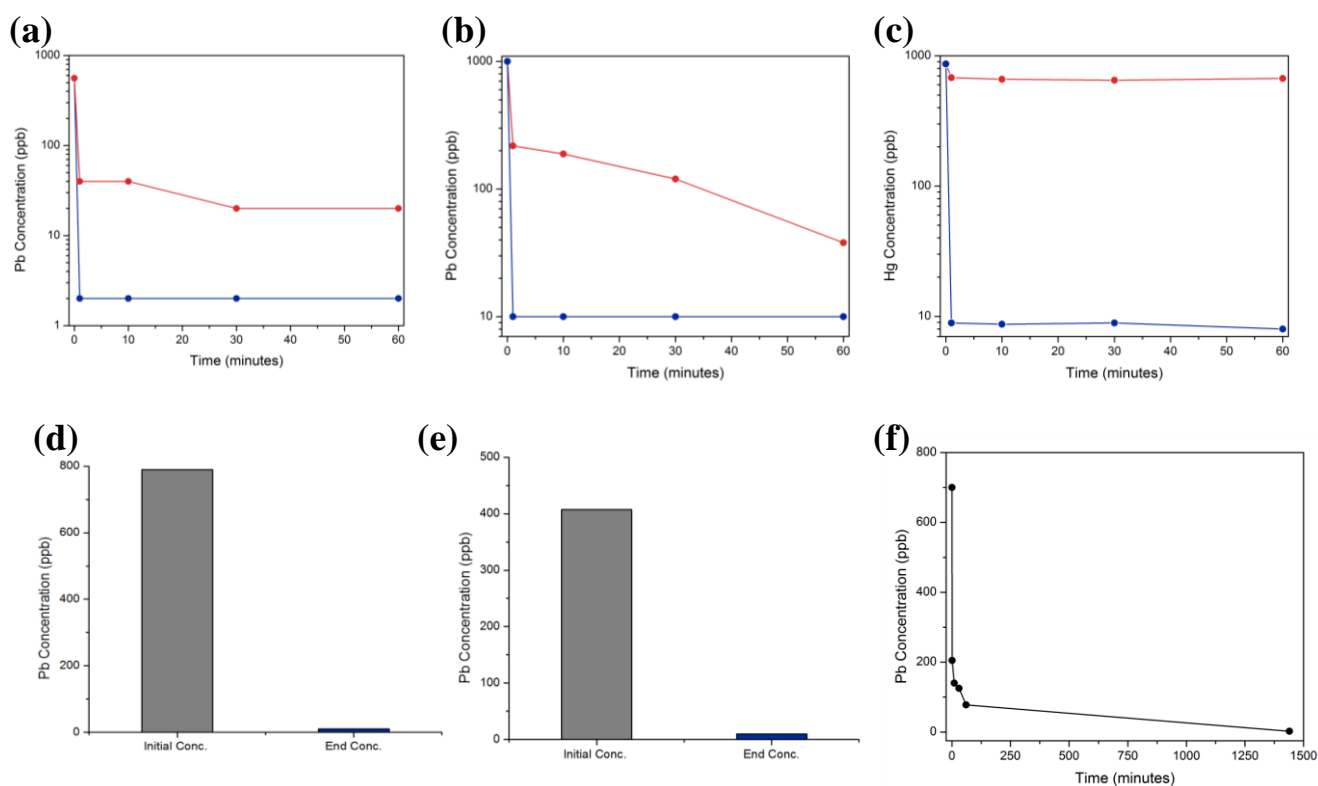 (a)
1000
100
10
1
Pb Concentration (ppb)
0 10 20 30 40 50 60
Time (minutes)
(b)
1000
100
10
Pb Concentration (ppb)
0 10 20 30 40 50 60
Time (minutes)
(c)
1000
100
10
Hg Concentration (ppb)
0 10 20 30 40 50 60
Time (minutes)
(d)
800
600
400
200
0
Pb Concentration (ppb)
Initial Conc. End Conc.
(e)
500
400
300
200
100
0
Pb Concentration (ppb)
Initial Conc. End Conc.
(f)
800
600
400
200
0
Pb Concentration (ppb)
0 250 500 750 1000 1250 1500
Time (minutes)